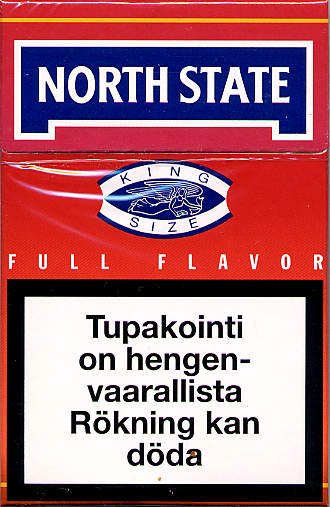 NORTH STATE
KING
SIZE
FULL FLAVOR
Tupakointi
on hengen-
vaarallista
Rökning kan
döda